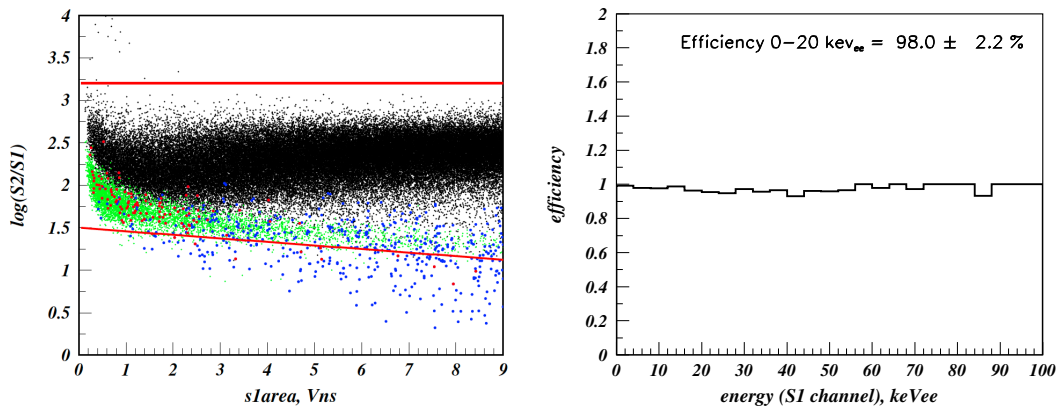 4
3.5
3
2.5
2
1.5
1
0.5
0
log(S2/S1)
0 1 2 3 4 5 6 7 8 9
s1area, Vns
2
1.8
1.6
1.4
1.2
1
0.8
0.6
0.4
0.2
0
efficiency
Efficiency 0−20 kev_ee = 98.0 ± 2.2 %
0 10 20 30 40 50 60 70 80 90 100
energy (S1 channel), keVee